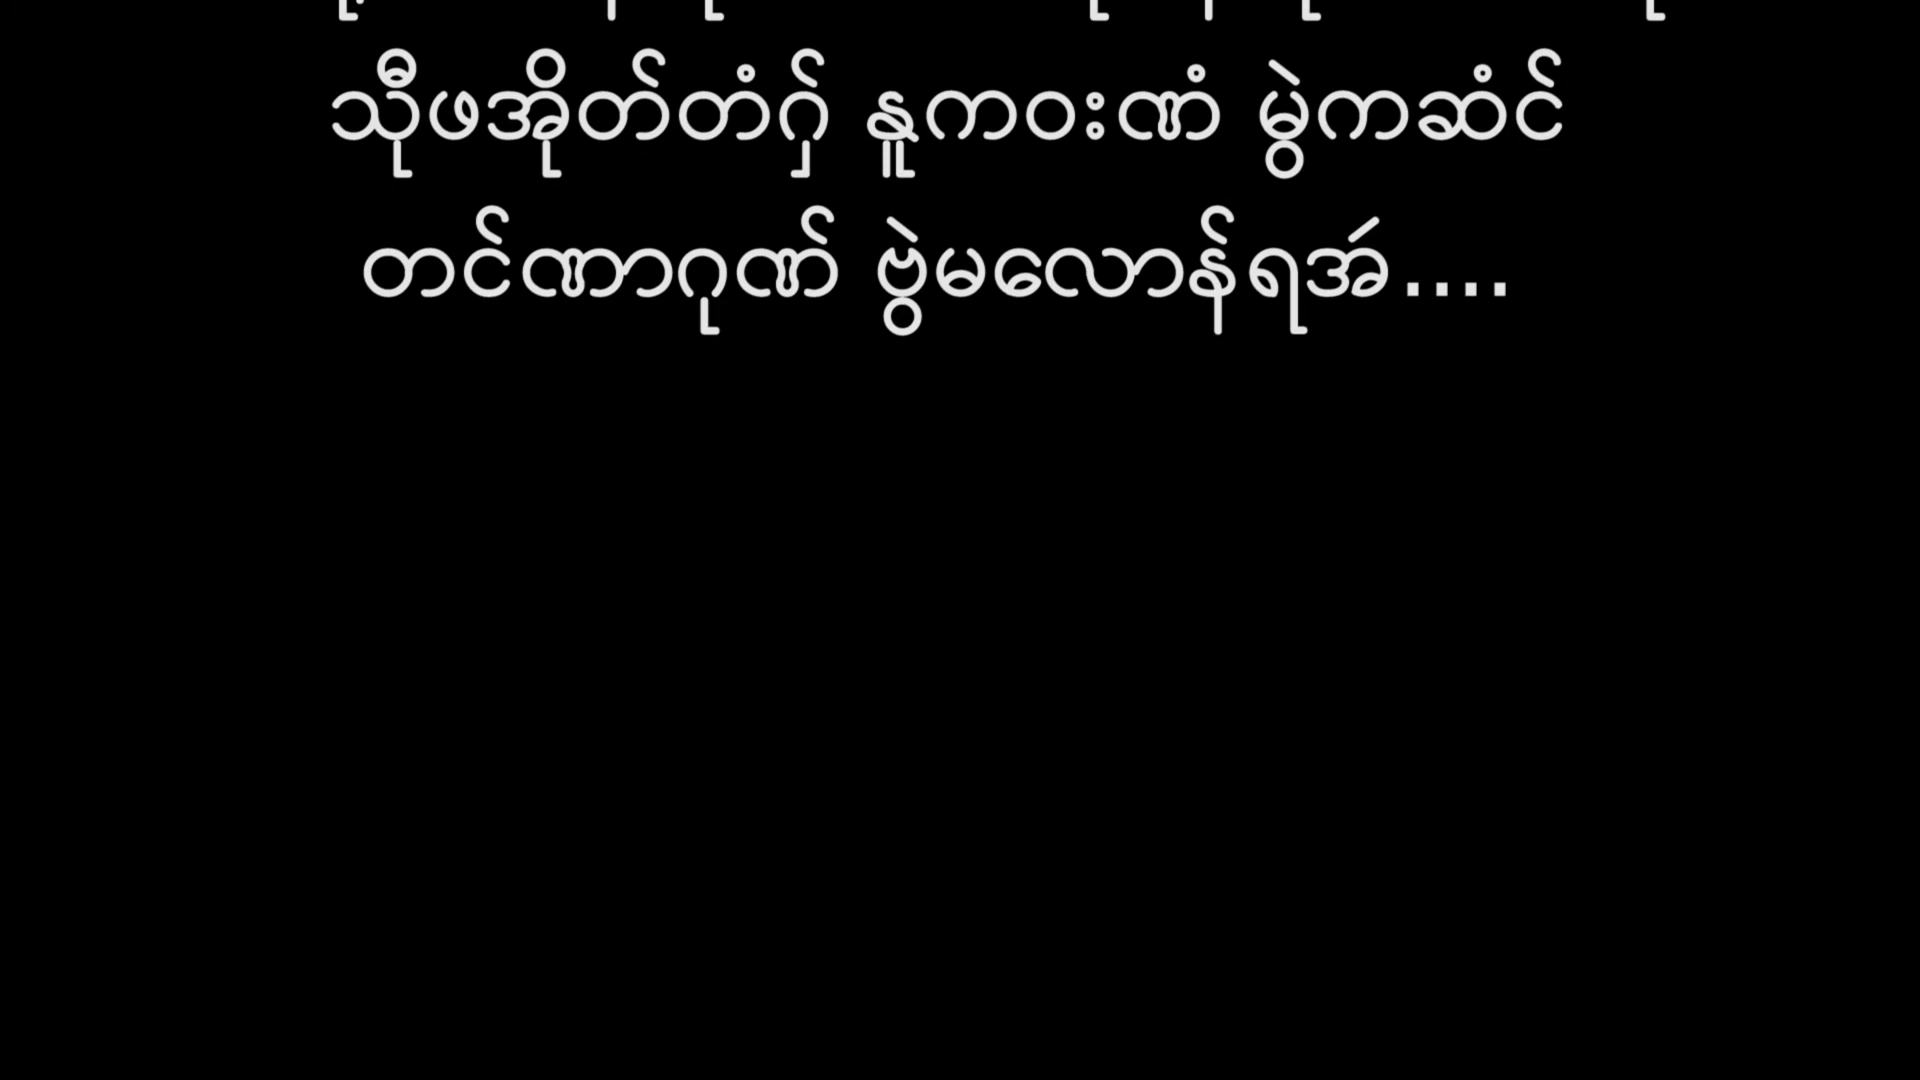 သီုဖအိုတ်တံဂှ် နူကဝးဏံ မွဲကဆံင်
တင်ဏာဂုဏ် ဗွဲမလောန်ရအဴ....